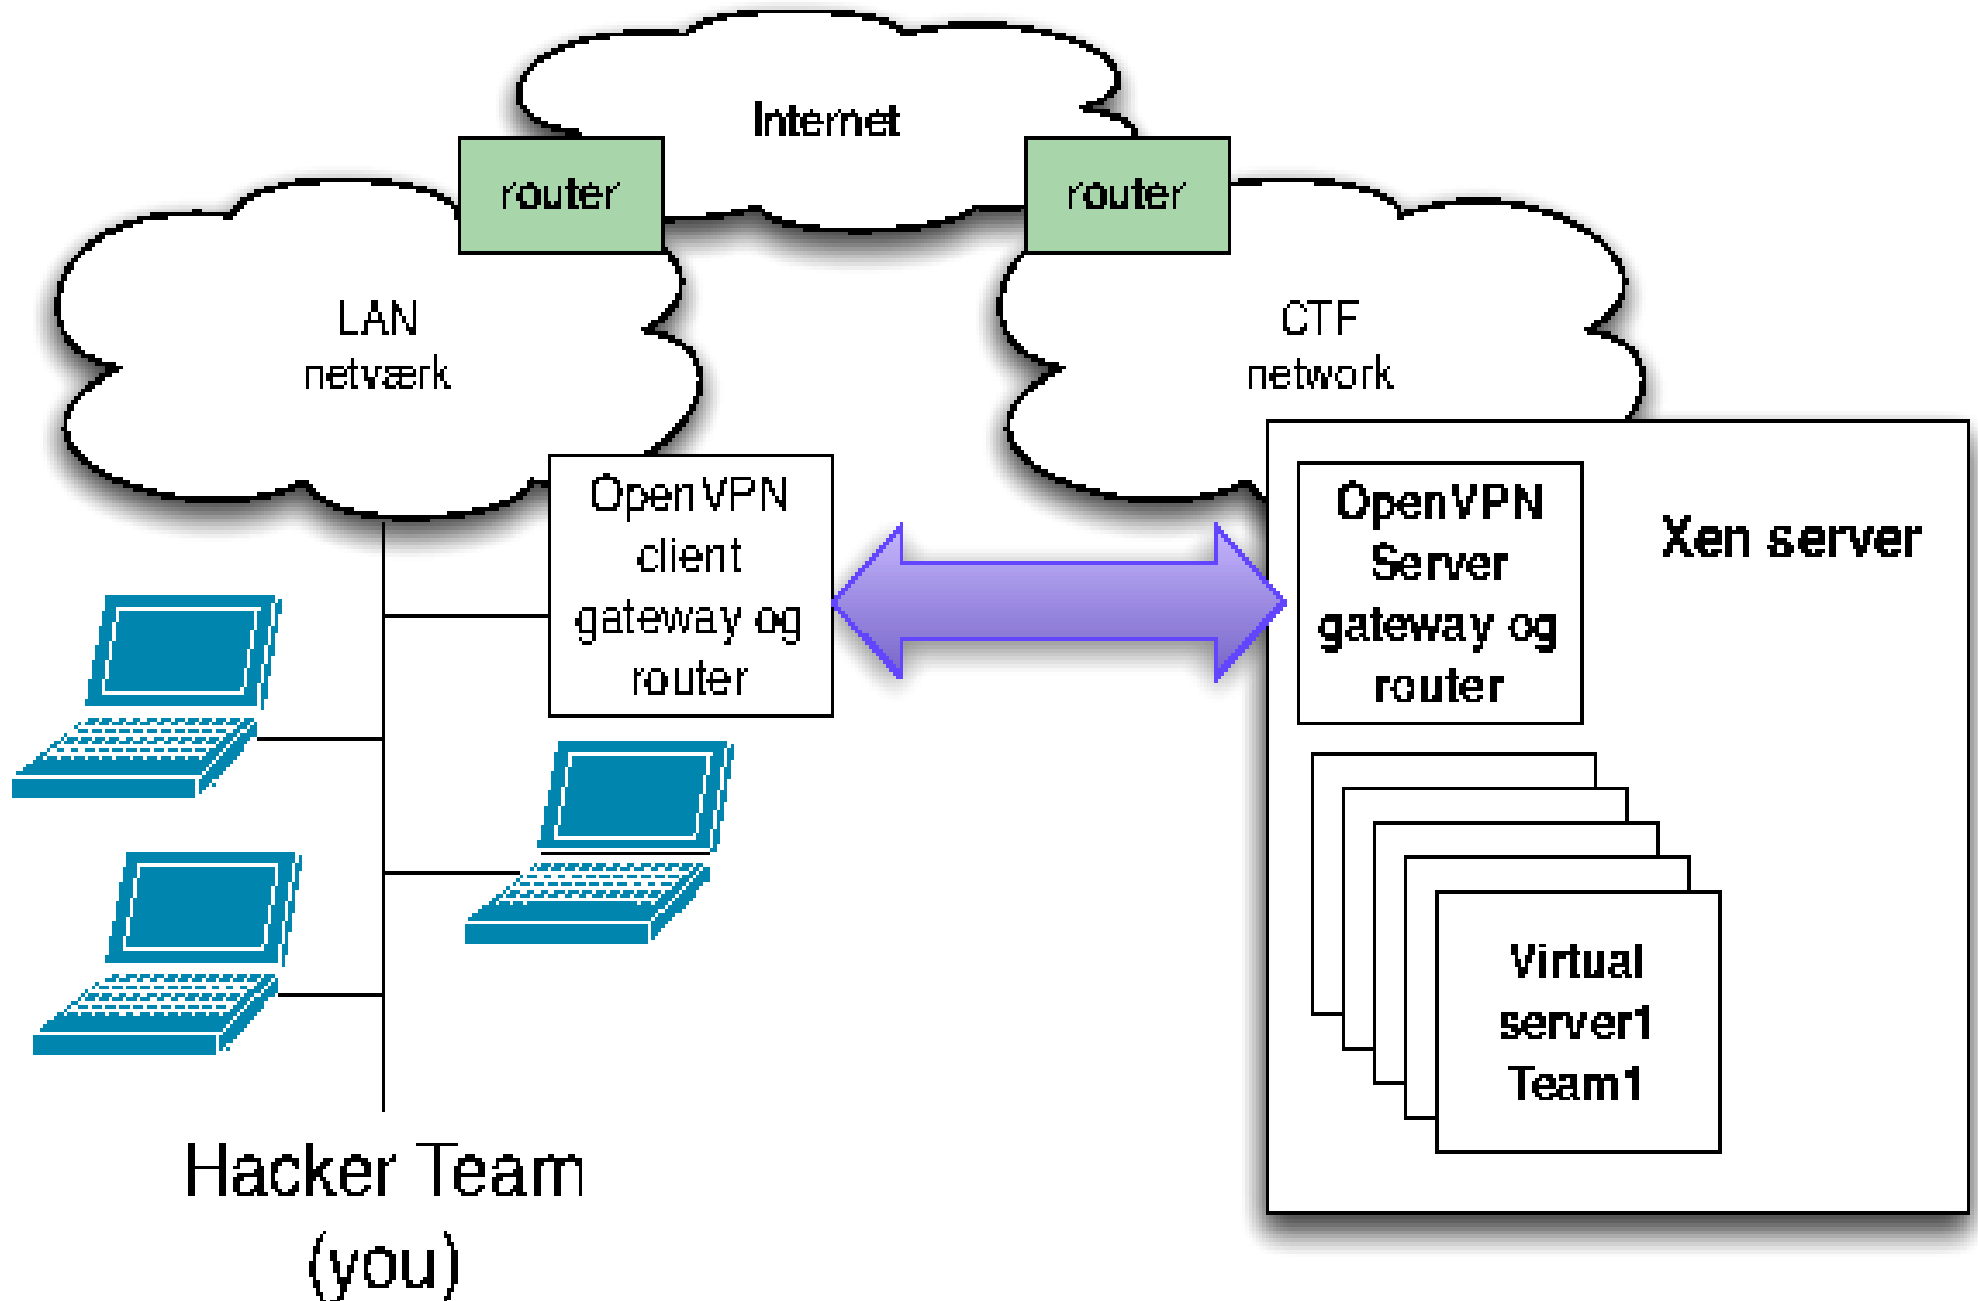 Internet
router
router
LAN
netværk
CTF
network
OpenVPN
client
gateway og
router
OpenVPN
Server
gateway og
router
Xen server
Virtual
server1
Team1
Hacker Team
(you)